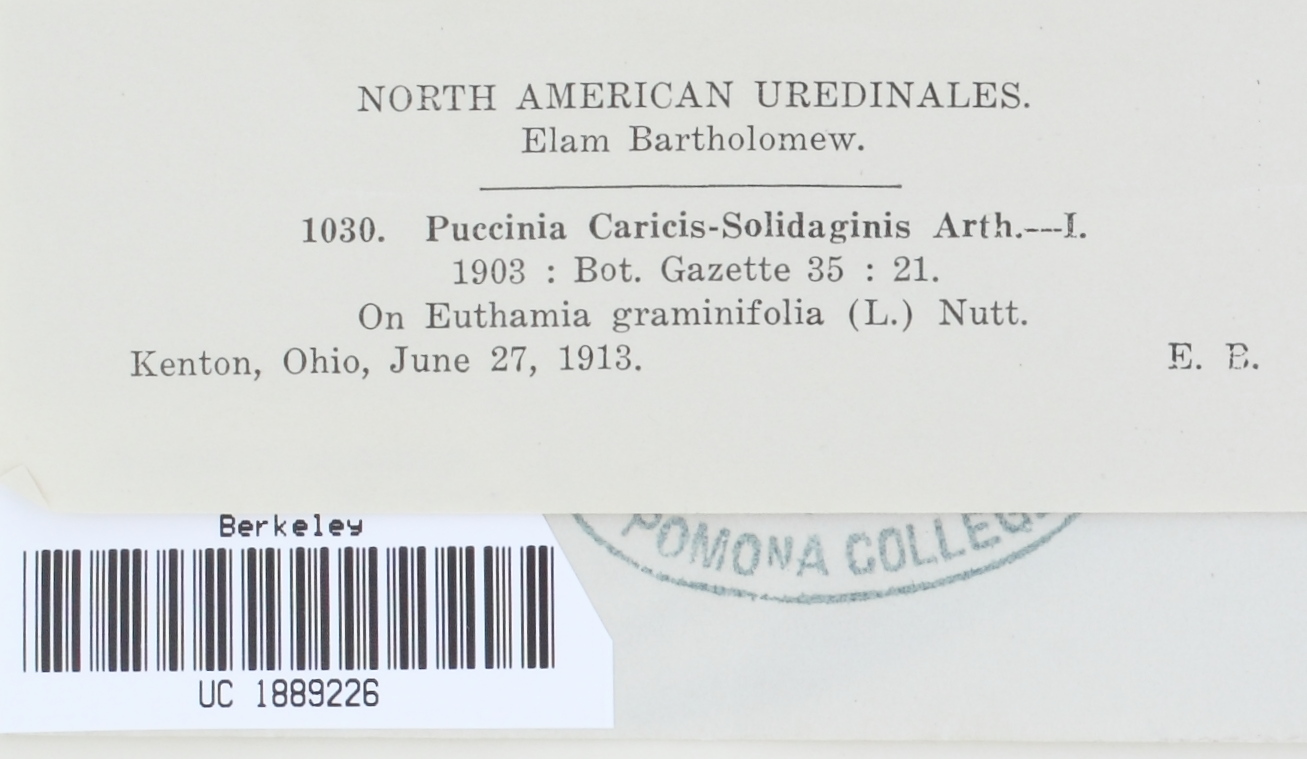 NORTH AMERICAN UREDINALES.
Elam Bartholomew.
1030. Puccinia Caricis-Solidaginis Arth.---I.
1903 : Bot. Gazette 35 : 21.
On Euthamia graminifolia (L.) Nutt.
Kenton, Ohio, June 27, 1913. E. B.
Berkeley
POMONA COLLEGE
UC 1889226